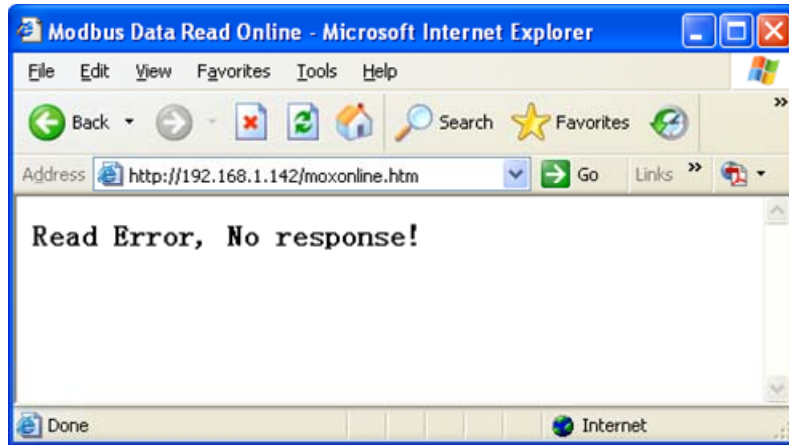 Modbus Data Read Online - Microsoft Internet Explorer
File Edit View Favorites Tools Help
Back Search Favorites »
Address http://192.168.1.142/moxonline.htm Go Links »
Read Error, No response!
Done Internet